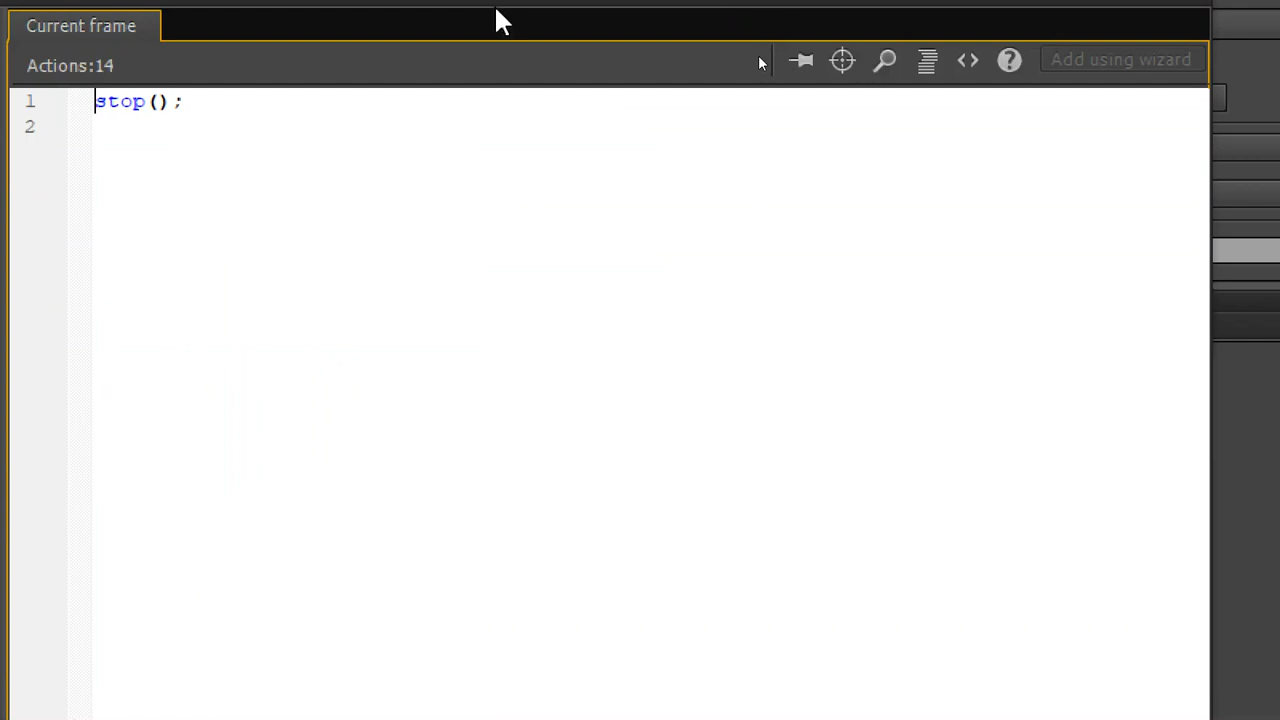 Current frame
Actions:14
Add using wizard
1 stop();
2